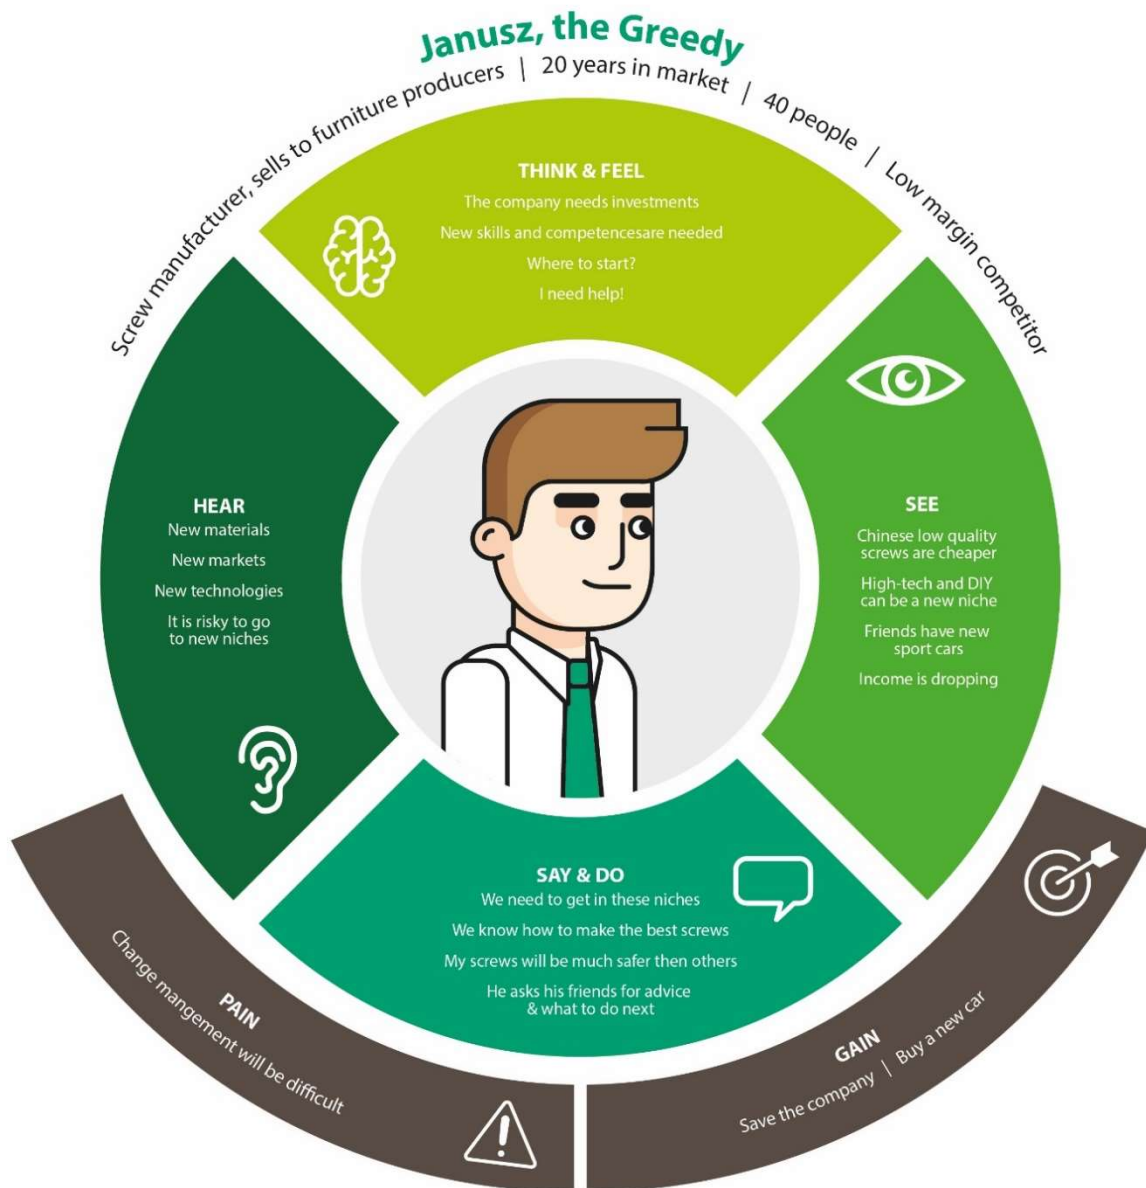 Janusz, the Greedy
Screw manufacturer, sells to furniture producers | 20 years in market | 40 people | Low margin competitor
THINK & FEEL
The company needs investments
New skills and competencesare needed
Where to start?
I need help!
HEAR
New materials
New markets
New technologies
It is risky to go
to new niches
SEE
Chinese low quality
screws are cheaper
High-tech and DIY
can be a new niche
Friends have new
sport cars
Income is dropping
SAY & DO
We need to get in these niches
We know how to make the best screws
My screws will be much safer then others
He asks his friends for advice
& what to do next
PAIN
Change mangement will be difficult
GAIN
Save the company | Buy a new car